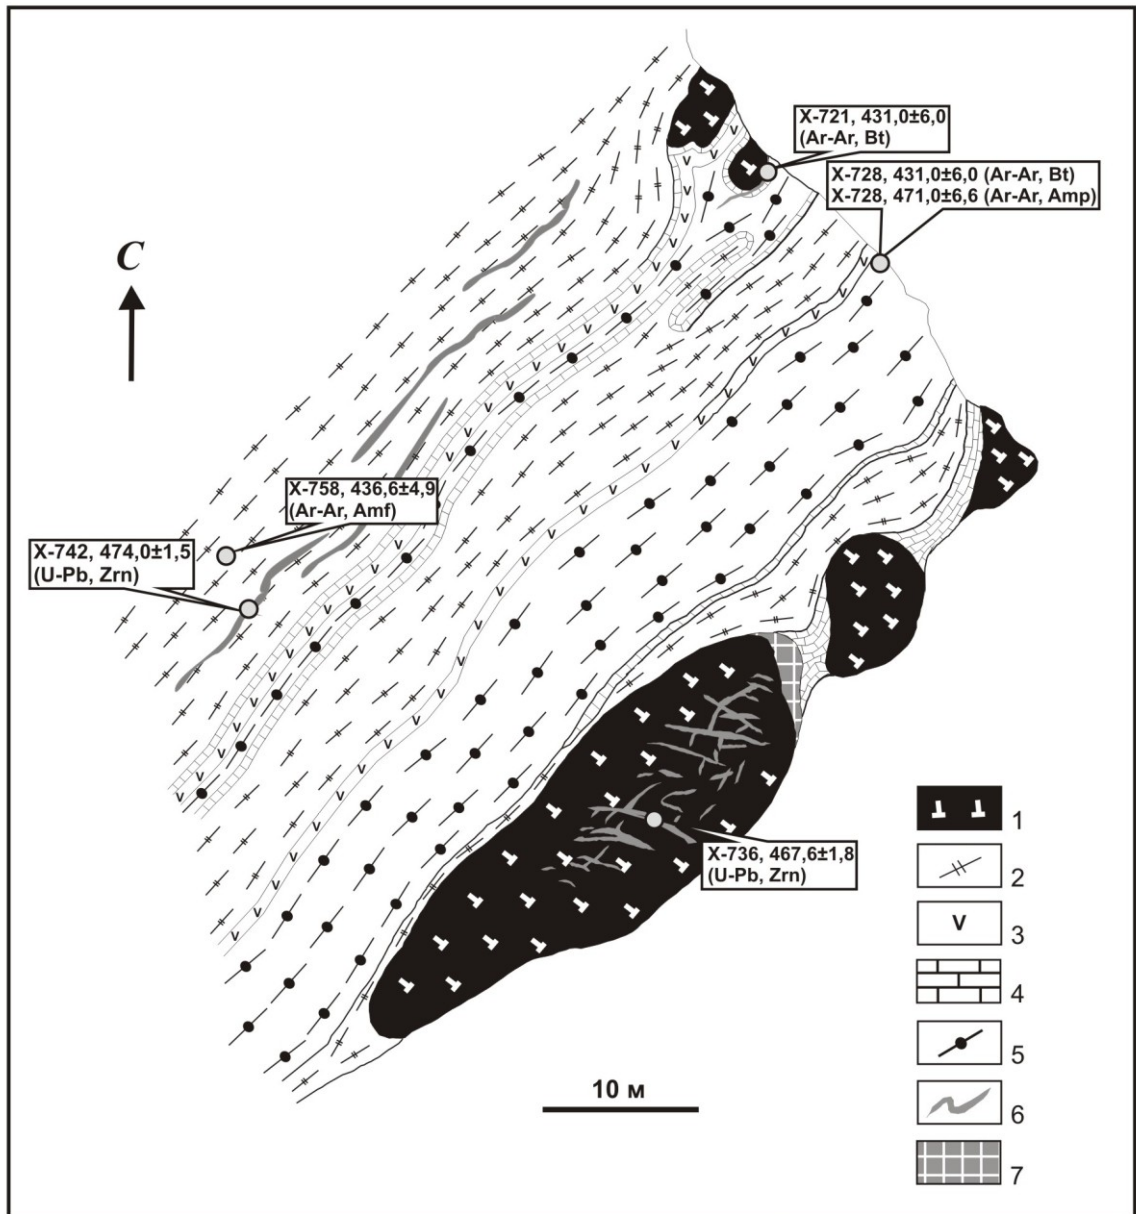 X-721, 431,0±6,0
(Ar-Ar, Bt)
X-728, 431,0±6,0 (Ar-Ar, Bt)
X-728, 471,0±6,6 (Ar-Ar, Amp)
С
X-758, 436,6±4,9
(Ar-Ar, Amf)
X-742, 474,0±1,5
(U-Pb, Zrn)
X-736, 467,6±1,8
(U-Pb, Zrn)
10 м
1
2
v 3
4
5
6
7